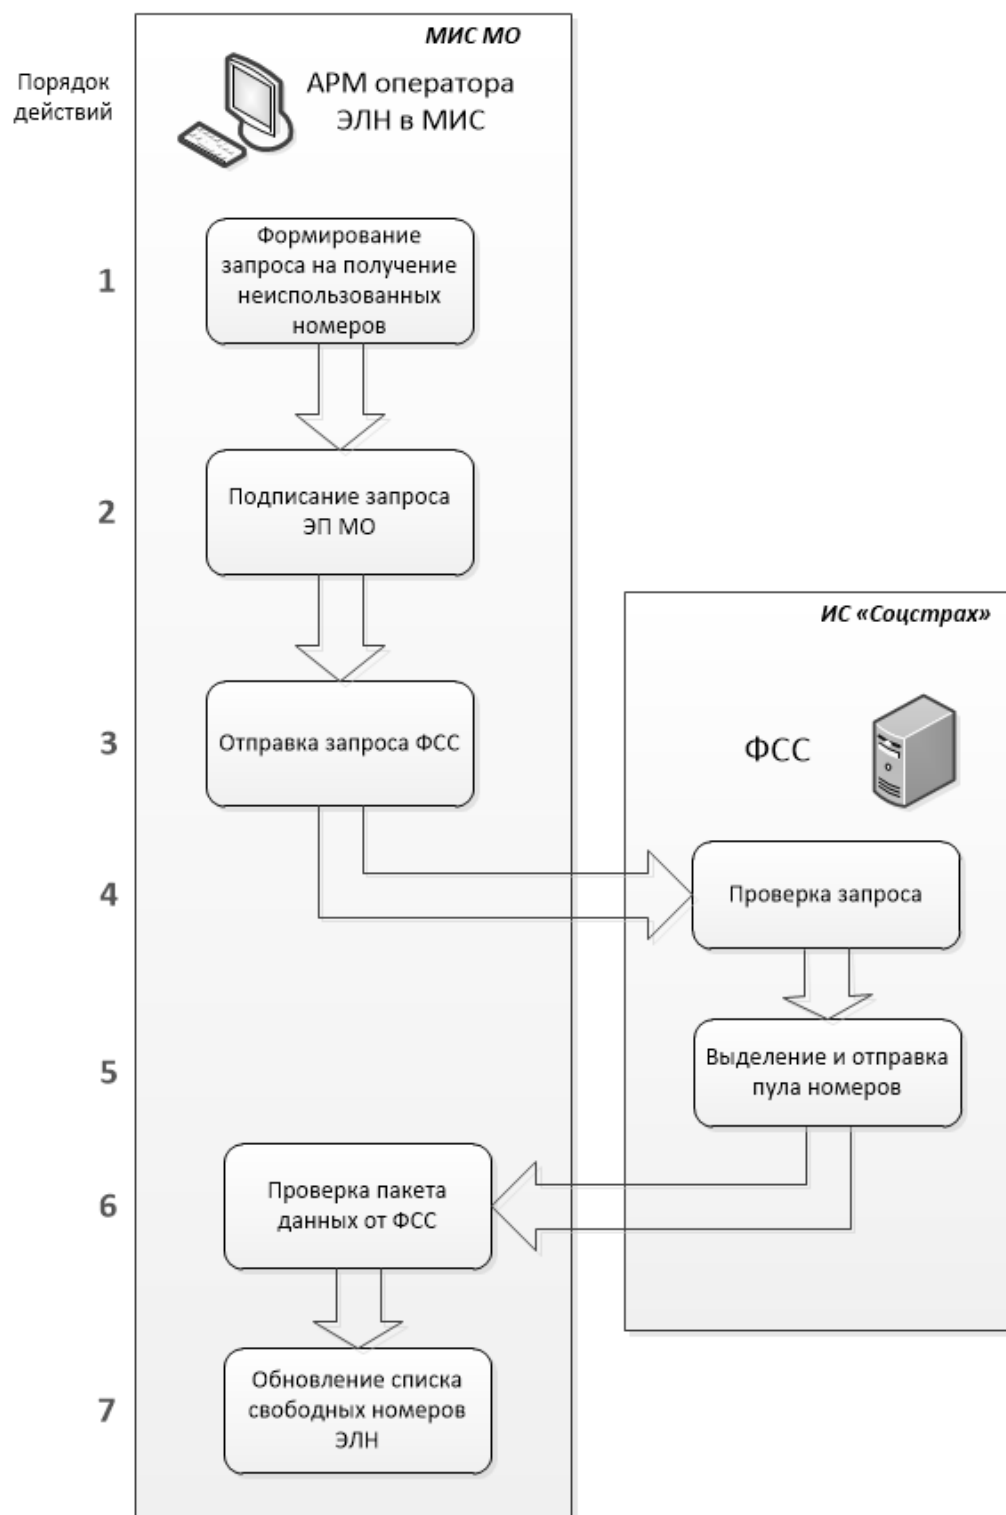 МИС МО
Порядок
действий
АРМ оператора
ЭЛН в МИС
1
Формирование
запроса на получение
неиспользованных
номеров
2
Подписание запроса
ЭП МО
ИС «Соцстрах»
3
Отправка запроса ФСС
ФСС
4
Проверка запроса
5
Выделение и отправка
пула номеров
6
Проверка пакета
данных от ФСС
7
Обновление списка
свободных номеров
ЭЛН